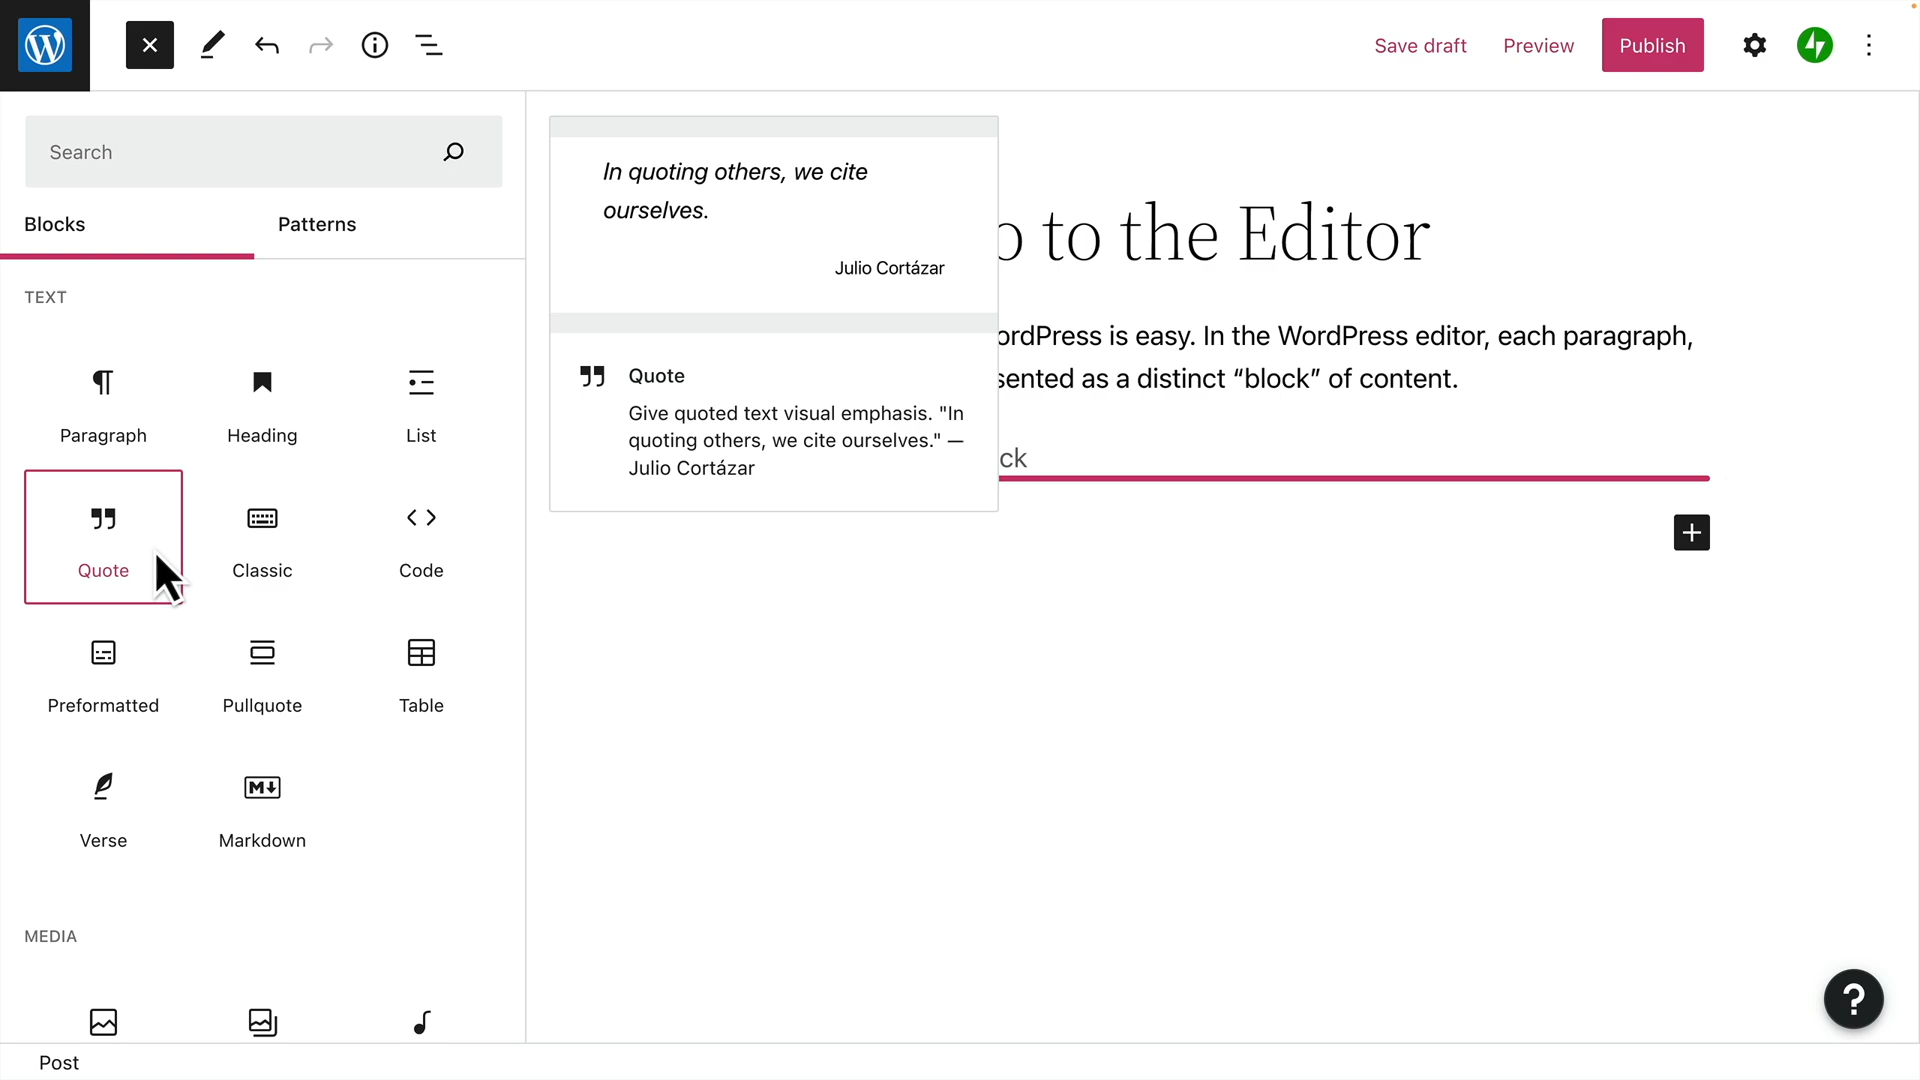 Save draft
Preview
Publish
Search
Blocks
Patterns
TEXT
Paragraph
Heading
List
Quote
Classic
Code
Preformatted
Pullquote
Table
Verse
Markdown
MEDIA
In quoting others, we cite
ourselves.
Julio Cortázar
Quote
Give quoted text visual emphasis. "In
quoting others, we cite ourselves." —
Julio Cortázar
to the Editor
is easy. In the WordPress editor, each paragraph,
as a distinct “block” of content.
Post